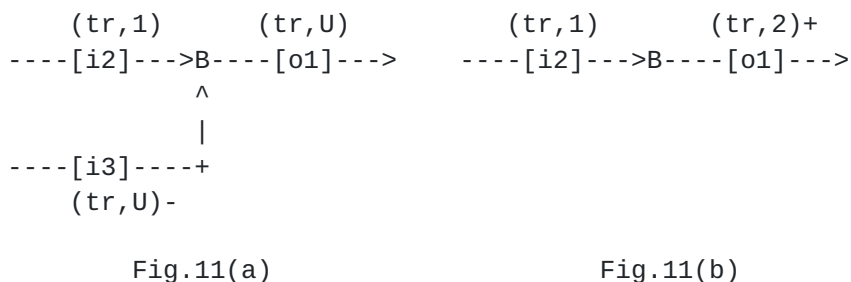 (tr,1)      (tr,U)          (tr,1)       (tr,2)+
----[i2]--->B----[o1]--->    ----[i2]--->B----[o1]--->
            ^
            |
----[i3]----+
    (tr,U)-
        Fig.11(a)                    Fig.11(b)